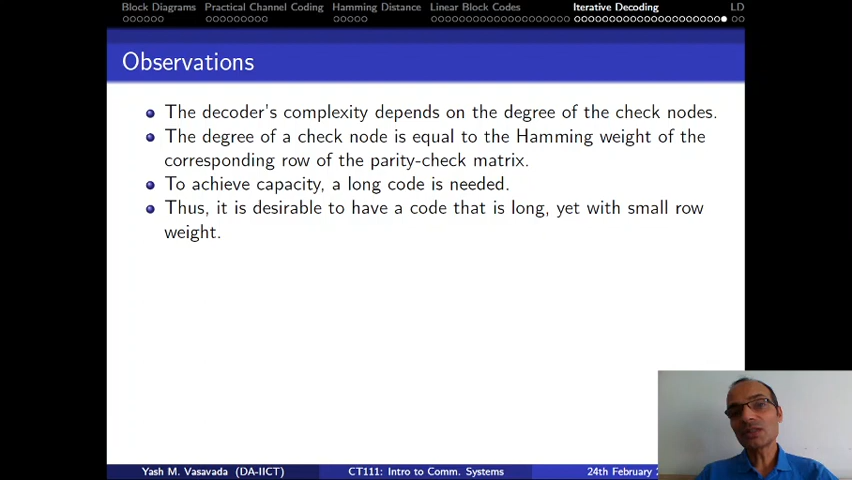 Block Diagrams Practical Channel Coding Hamming Distance Linear Block Codes Iterative Decoding LD
Observations
The decoder's complexity depends on the degree of the check nodes.
The degree of a check node is equal to the Hamming weight of the
corresponding row of the parity-check matrix.
To achieve capacity, a long code is needed.
Thus, it is desirable to have a code that is long, yet with small row
weight.
Yash M. Vasavada (DA-IICT) CT111: Intro to Comm. Systems 24th February